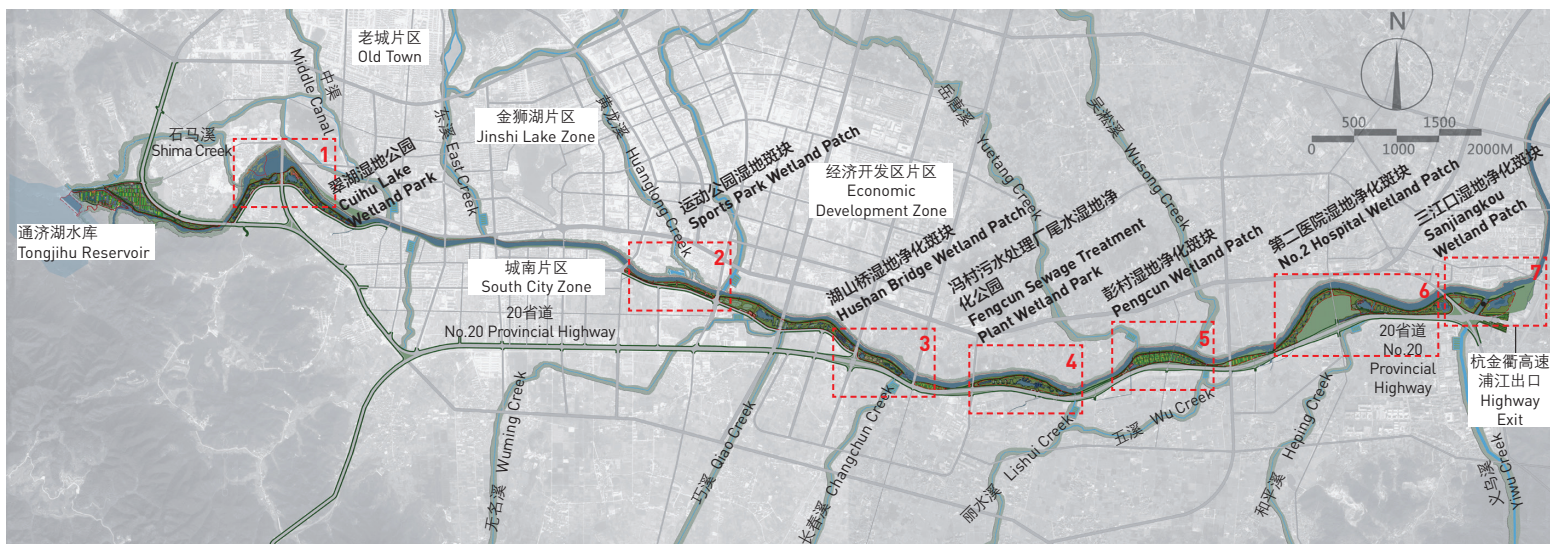 老城片区
Old Town
中渠
Middle Canal
石马溪
Shima Creek
1
翠湖湿地公园
Cuihu Lake
Wetland Park
东溪 East Creek
金狮湖片区
Jinshi Lake Zone
黄龙溪 Huanglong Creek
运动公园湿地斑块
Sports Park Wetland Patch
经济开发区片区
Economic
Development Zone
岳唐溪 Yuetang Creek
吴淞溪 Wusong Creek
N
500 1500
0 1000 2000M
通济湖水库
Tongjihu Reservoir
城南片区
South City Zone
20省道
No.20 Provincial Highway
2
湖山桥湿地净化斑块
Hushan Bridge Wetland Patch
3
冯村污水处理厂尾水湿地净
化公园
Fengcun Sewage Treatment
Plant Wetland Park
4
彭村湿地净化斑块
Pengcun Wetland Patch
5
第二医院湿地净化斑块
No.2 Hospital Wetland Patch
6
三江口湿地净化斑块
Sanjiangkou
Wetland Patch
7
20省道
No.20
Provincial
Highway
杭金衢高速
浦江出口
Highway
Exit
无名溪 Wuming Creek
巧溪 Qiao Creek
长春溪 Changchun Creek
丽水溪 Lishui Creek
五溪 Wu Creek
和平溪 Heping Creek
义乌溪 Yiwu Creek